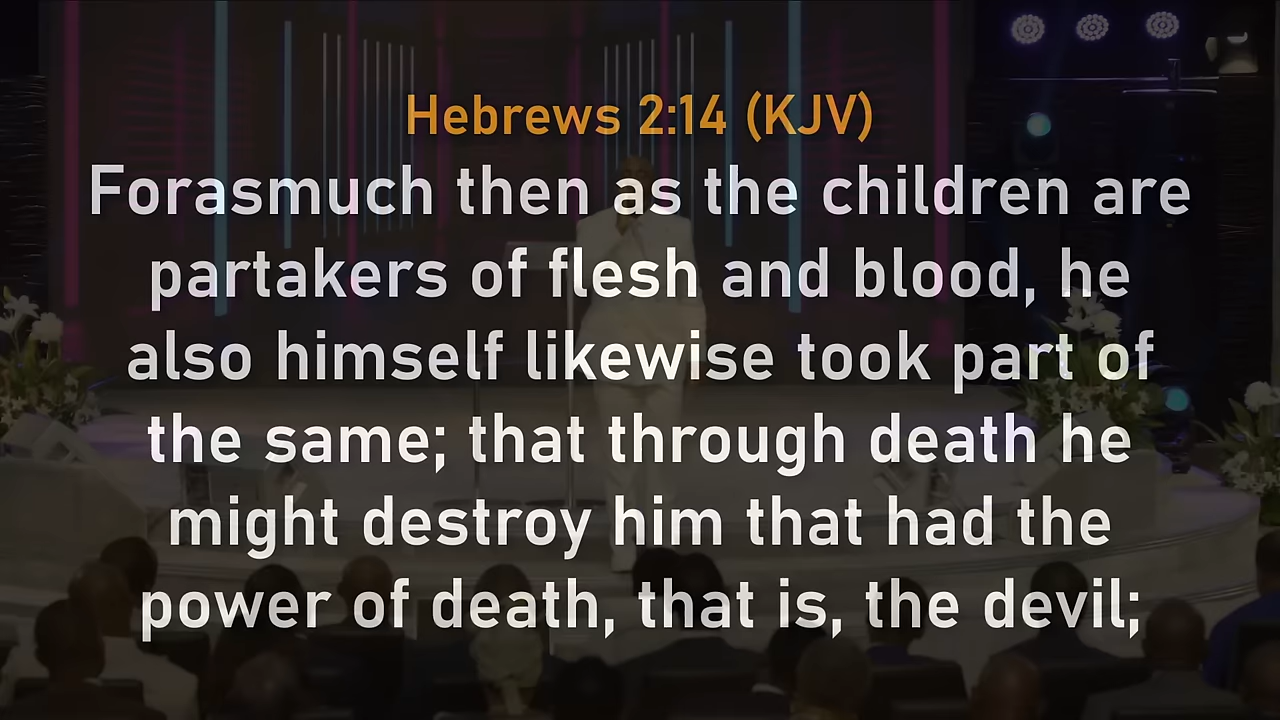 Hebrews 2:14 (KJV)
Forasmuch then as the children are
partakers of flesh and blood, he
also himself likewise took part of
the same; that through death he
might destroy him that had the
power of death, that is, the devil;